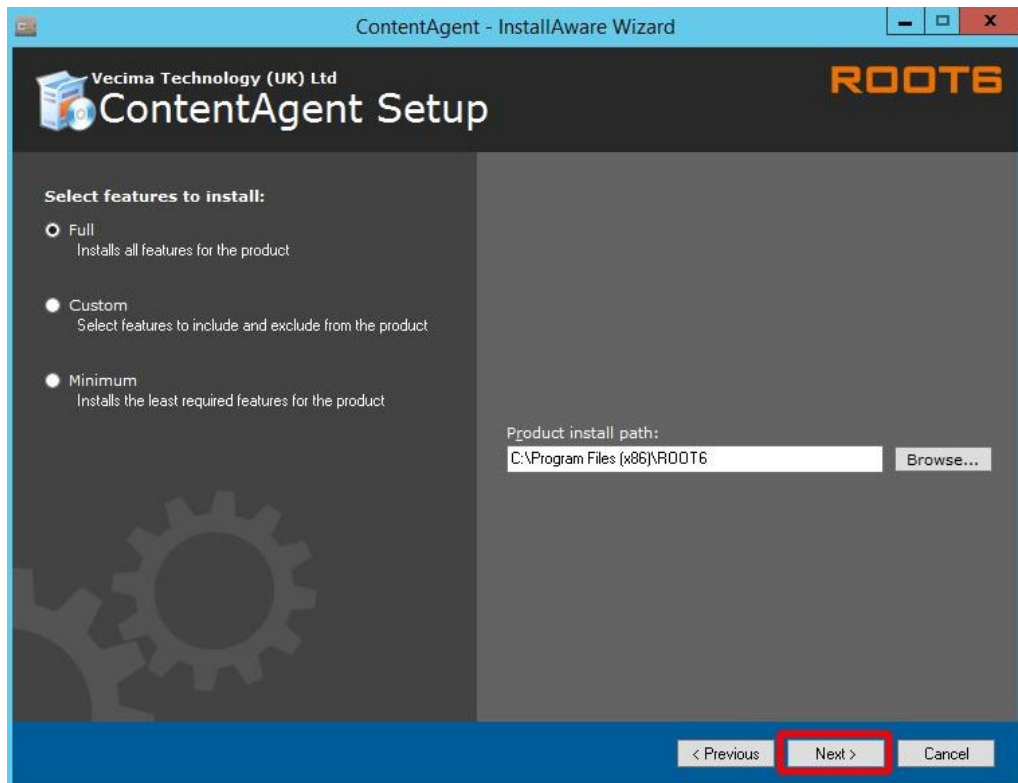 ContentAgent - InstallAware Wizard
Vecima Technology (UK) Ltd
ContentAgent Setup
ROOT6
Select features to install:
Full
Installs all features for the product
Custom
Select features to include and exclude from the product
Minimum
Installs the least required features for the product
Product install path:
C:\Program Files (x86)\ROOT6
Browse...
< Previous
Next >
Cancel